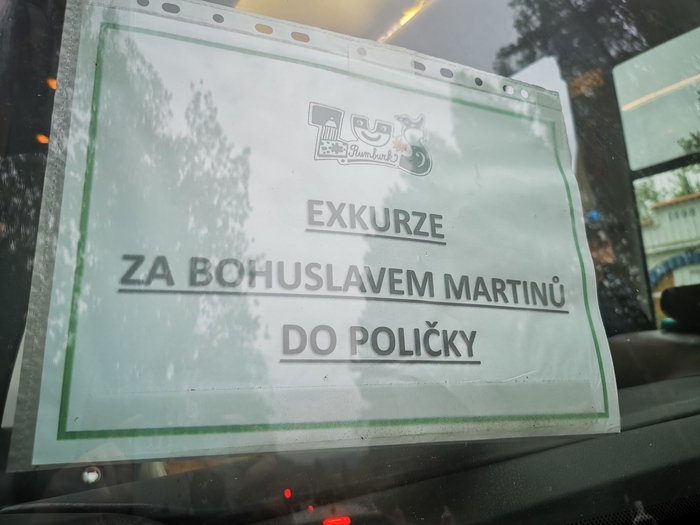 ZUŠ
Rumburk
EXKURZE
ZA BOHUSLAVEM MARTINŮ
DO POLIČKY